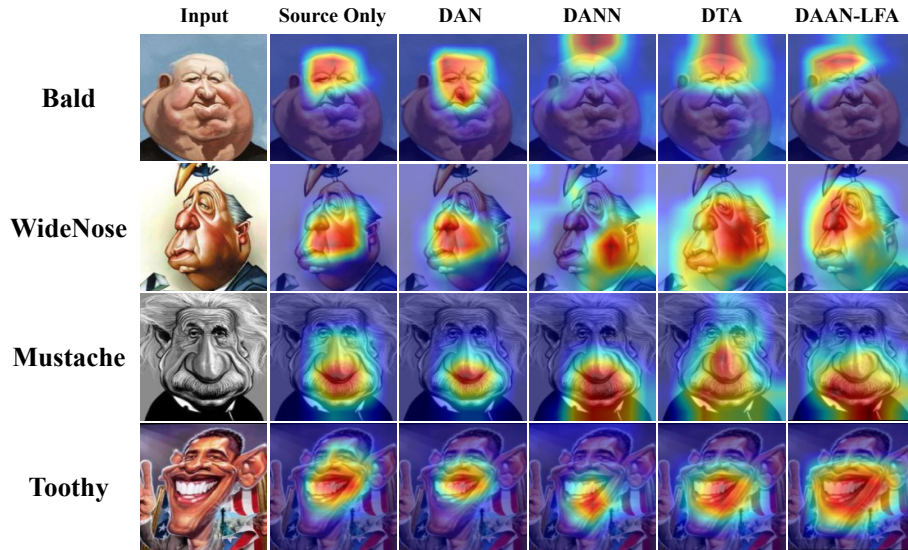 Input Source Only DAN DANN DTA DAAN-LFA
Bald
WideNose
Mustache
Toothy